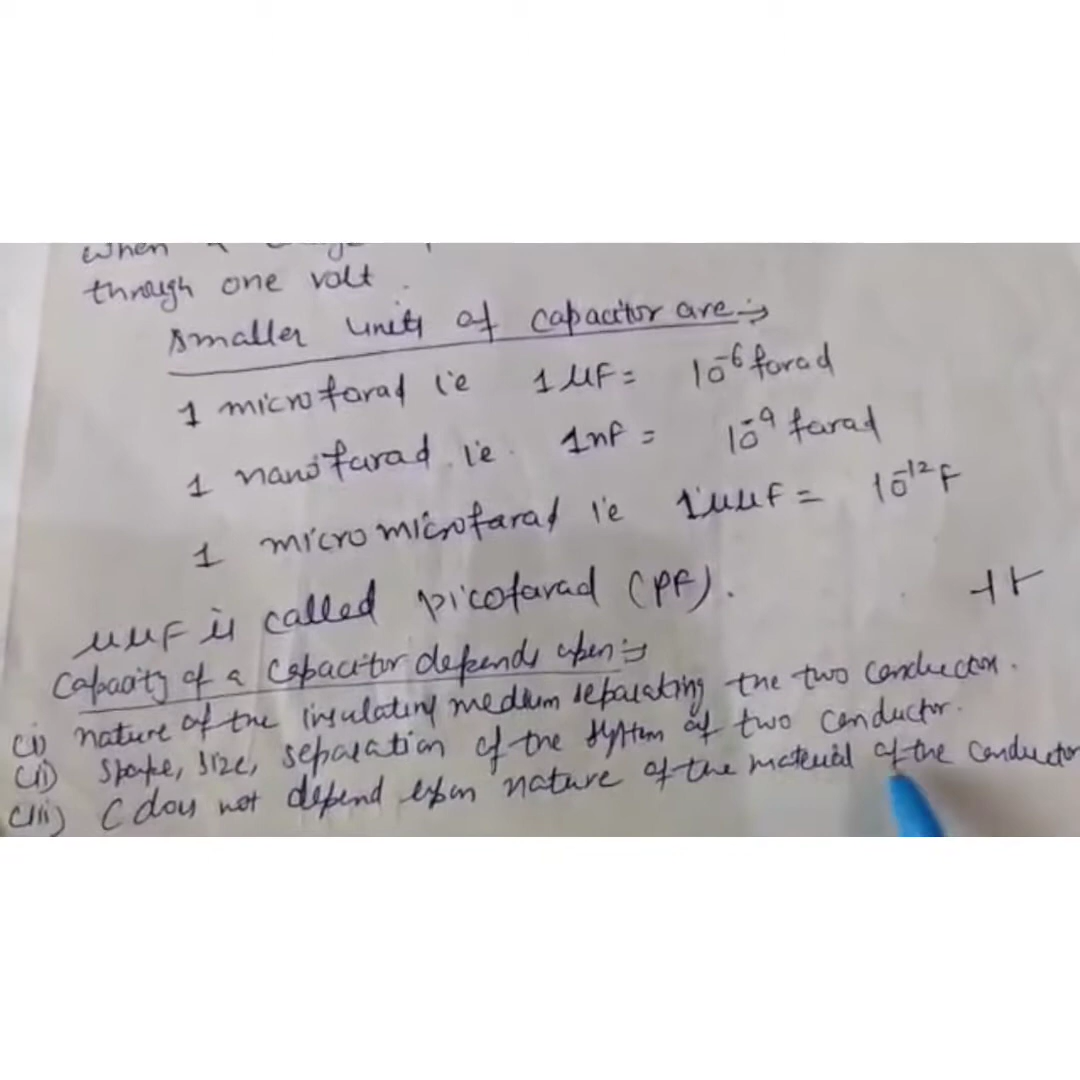 When a
through one volt.
Smaller units of capacitor are :→
1 microfarad i'e 1 μF = 10⁻⁶ farad
1 nanofarad i'e. 1nF = 10⁻⁹ farad
1 micro microfarad i'e 1μμF = 10⁻¹² F
μμF is called picofarad (PF).
Capacity of a capacitor depends upon :→
(i) nature of the insulating medium separating the two conductors.
(ii) shape, size, separation of the system of two conductor.
(iii) C does not depend upon nature of the material of the conductor